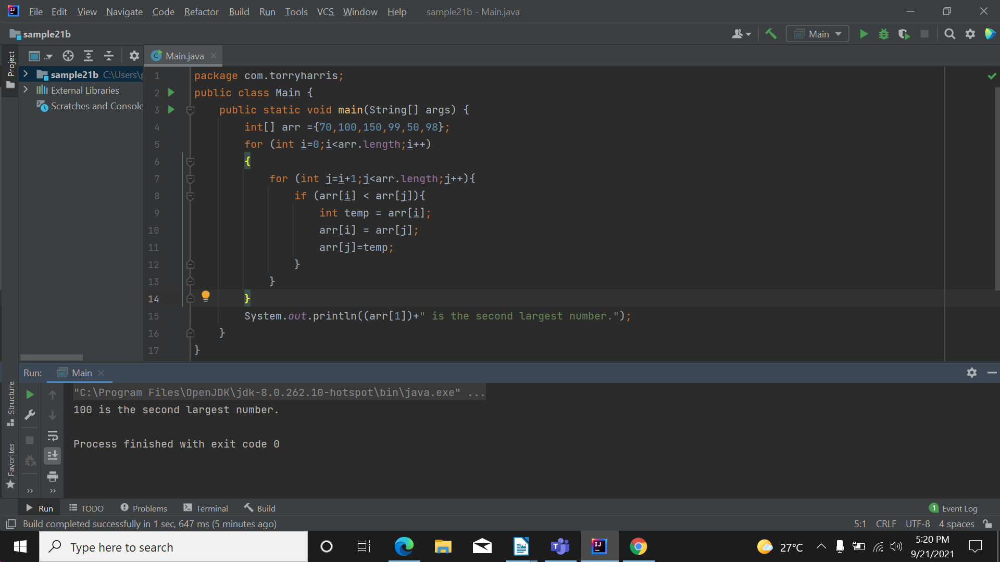 File Edit View Navigate Code Refactor Build Run Tools VCS Window Help sample21b - Main.java
sample21b
Main
Project
Main.java
sample21b C:\Users\
External Libraries
Scratches and Console
1 package com.torryharris;
2 public class Main {
3 public static void main(String[] args) {
4 int[] arr ={70,100,150,99,50,98};
5 for (int i=0;i<arr.length;i++)
6 {
7 for (int j=i+1;j<arr.length;j++){
8 if (arr[i] < arr[j]){
9 int temp = arr[i];
10 arr[i] = arr[j];
11 arr[j]=temp;
12 }
13 }
14 }
15 System.out.println((arr[1])+" is the second largest number.");
16 }
17 }
Run: Main
"C:\Program Files\OpenJDK\jdk-8.0.262.10-hotspot\bin\java.exe" ...
100 is the second largest number.
Process finished with exit code 0
Structure
Favorites
Run TODO Problems Terminal Build 1 Event Log
Build completed successfully in 1 sec, 647 ms (5 minutes ago) 5:1 CRLF UTF-8 4 spaces
Type here to search
27°C
5:20 PM
9/21/2021